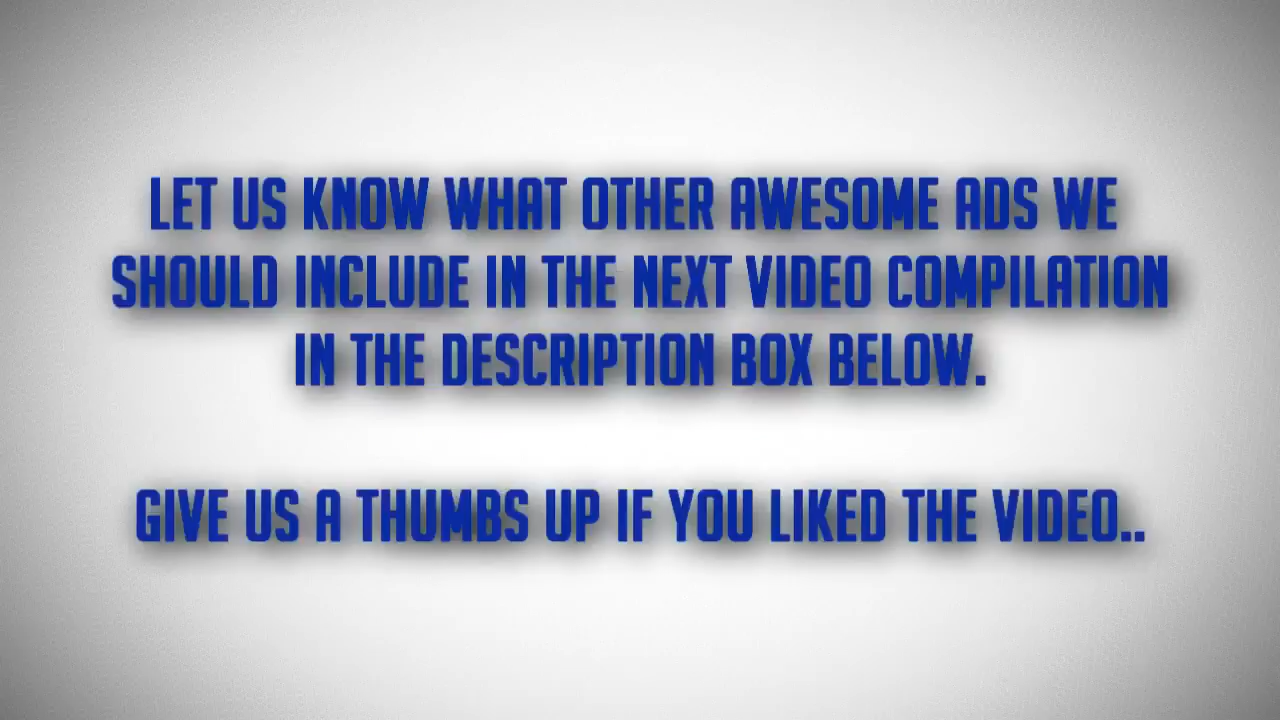 LET US KNOW WHAT OTHER AWESOME ADS WE
SHOULD INCLUDE IN THE NEXT VIDEO COMPILATION
IN THE DESCRIPTION BOX BELOW.
GIVE US A THUMBS UP IF YOU LIKED THE VIDEO..